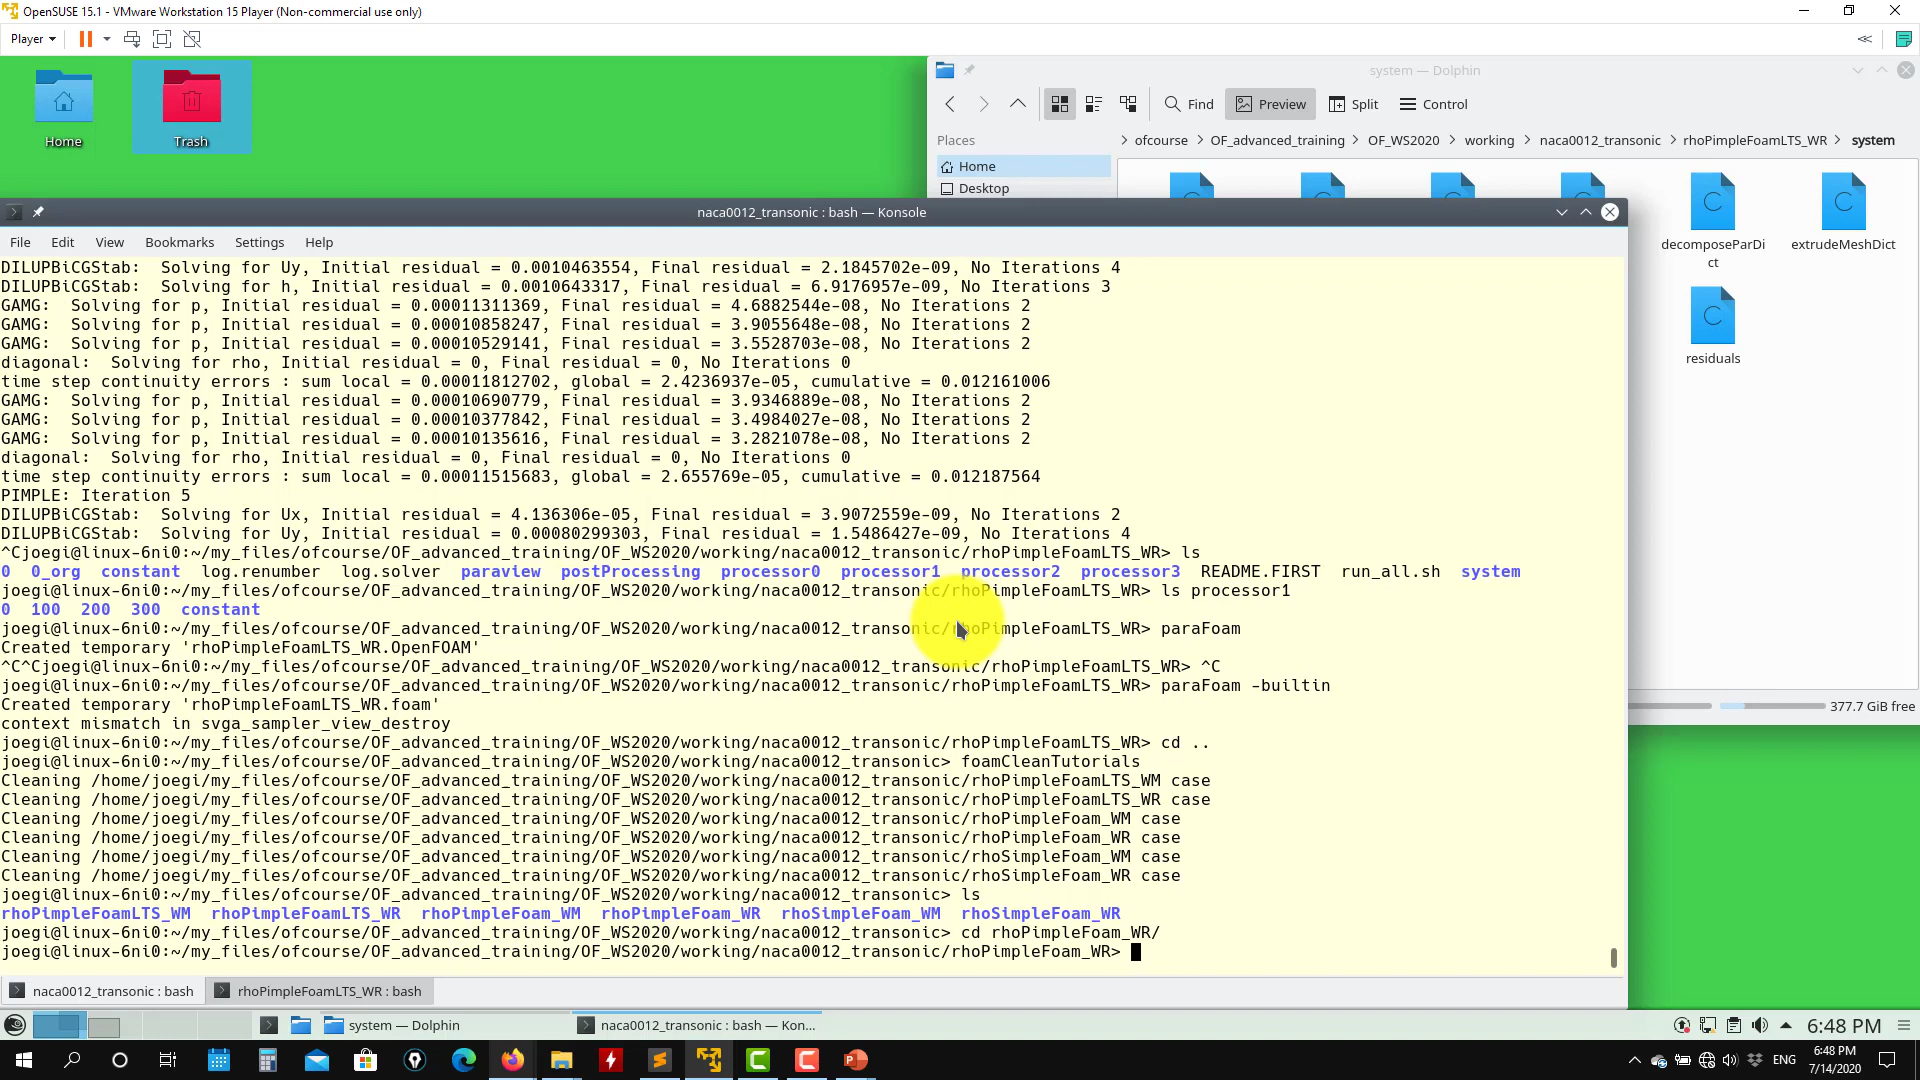 OpenSUSE 15.1 - VMware Workstation 15 Player (Non-commercial use only)
Player
Home
Trash
system — Dolphin
Find
Preview
Split
Control
Places
ofcourse
OF_advanced_training
OF_WS2020
working
naca0012_transonic
rhoPimpleFoamLTS_WR
system
Home
Desktop
decomposeParDi
ct
extrudeMeshDict
residuals
377.7 GiB free
naca0012_transonic : bash — Konsole
File Edit View Bookmarks Settings Help
DILUPBiCGStab:  Solving for Uy, Initial residual = 0.0010463554, Final residual = 2.1845702e-09, No Iterations 4
DILUPBiCGStab:  Solving for h, Initial residual = 0.0010643317, Final residual = 6.9176957e-09, No Iterations 3
GAMG:  Solving for p, Initial residual = 0.00011311369, Final residual = 4.6882544e-08, No Iterations 2
GAMG:  Solving for p, Initial residual = 0.00010858247, Final residual = 3.9055648e-08, No Iterations 2
GAMG:  Solving for p, Initial residual = 0.00010529141, Final residual = 3.5528703e-08, No Iterations 2
diagonal:  Solving for rho, Initial residual = 0, Final residual = 0, No Iterations 0
time step continuity errors : sum local = 0.00011812702, global = 2.4236937e-05, cumulative = 0.012161006
GAMG:  Solving for p, Initial residual = 0.00010690779, Final residual = 3.9346889e-08, No Iterations 2
GAMG:  Solving for p, Initial residual = 0.00010377842, Final residual = 3.4984027e-08, No Iterations 2
GAMG:  Solving for p, Initial residual = 0.00010135616, Final residual = 3.2821078e-08, No Iterations 2
diagonal:  Solving for rho, Initial residual = 0, Final residual = 0, No Iterations 0
time step continuity errors : sum local = 0.00011515683, global = 2.655769e-05, cumulative = 0.012187564
PIMPLE: Iteration 5
DILUPBiCGStab:  Solving for Ux, Initial residual = 4.136306e-05, Final residual = 3.9072559e-09, No Iterations 2
DILUPBiCGStab:  Solving for Uy, Initial residual = 0.00080299303, Final residual = 1.5486427e-09, No Iterations 4
^Cjoegi@linux-6ni0:~/my_files/ofcourse/OF_advanced_training/OF_WS2020/working/naca0012_transonic/rhoPimpleFoamLTS_WR> ls
0  0_org  constant  log.renumber  log.solver  paraview  postProcessing  processor0  processor1  processor2  processor3  README.FIRST  run_all.sh  system
joegi@linux-6ni0:~/my_files/ofcourse/OF_advanced_training/OF_WS2020/working/naca0012_transonic/rhoPimpleFoamLTS_WR> ls processor1
0  100  200  300  constant
joegi@linux-6ni0:~/my_files/ofcourse/OF_advanced_training/OF_WS2020/working/naca0012_transonic/rhoPimpleFoamLTS_WR> paraFoam
Created temporary 'rhoPimpleFoamLTS_WR.OpenFOAM'
^C^Cjoegi@linux-6ni0:~/my_files/ofcourse/OF_advanced_training/OF_WS2020/working/naca0012_transonic/rhoPimpleFoamLTS_WR> ^C
joegi@linux-6ni0:~/my_files/ofcourse/OF_advanced_training/OF_WS2020/working/naca0012_transonic/rhoPimpleFoamLTS_WR> paraFoam -builtin
Created temporary 'rhoPimpleFoamLTS_WR.foam'
context mismatch in svga_sampler_view_destroy
joegi@linux-6ni0:~/my_files/ofcourse/OF_advanced_training/OF_WS2020/working/naca0012_transonic/rhoPimpleFoamLTS_WR> cd ..
joegi@linux-6ni0:~/my_files/ofcourse/OF_advanced_training/OF_WS2020/working/naca0012_transonic> foamCleanTutorials
Cleaning /home/joegi/my_files/ofcourse/OF_advanced_training/OF_WS2020/working/naca0012_transonic/rhoPimpleFoamLTS_WM case
Cleaning /home/joegi/my_files/ofcourse/OF_advanced_training/OF_WS2020/working/naca0012_transonic/rhoPimpleFoamLTS_WR case
Cleaning /home/joegi/my_files/ofcourse/OF_advanced_training/OF_WS2020/working/naca0012_transonic/rhoPimpleFoam_WM case
Cleaning /home/joegi/my_files/ofcourse/OF_advanced_training/OF_WS2020/working/naca0012_transonic/rhoPimpleFoam_WR case
Cleaning /home/joegi/my_files/ofcourse/OF_advanced_training/OF_WS2020/working/naca0012_transonic/rhoSimpleFoam_WM case
Cleaning /home/joegi/my_files/ofcourse/OF_advanced_training/OF_WS2020/working/naca0012_transonic/rhoSimpleFoam_WR case
joegi@linux-6ni0:~/my_files/ofcourse/OF_advanced_training/OF_WS2020/working/naca0012_transonic> ls
rhoPimpleFoamLTS_WM  rhoPimpleFoamLTS_WR  rhoPimpleFoam_WM  rhoPimpleFoam_WR  rhoSimpleFoam_WM  rhoSimpleFoam_WR
joegi@linux-6ni0:~/my_files/ofcourse/OF_advanced_training/OF_WS2020/working/naca0012_transonic> cd rhoPimpleFoam_WR/
joegi@linux-6ni0:~/my_files/ofcourse/OF_advanced_training/OF_WS2020/working/naca0012_transonic/rhoPimpleFoam_WR>
naca0012_transonic : bash
rhoPimpleFoamLTS_WR : bash
system — Dolphin
naca0012_transonic : bash — Kon...
6:48 PM
ENG
6:48 PM
7/14/2020